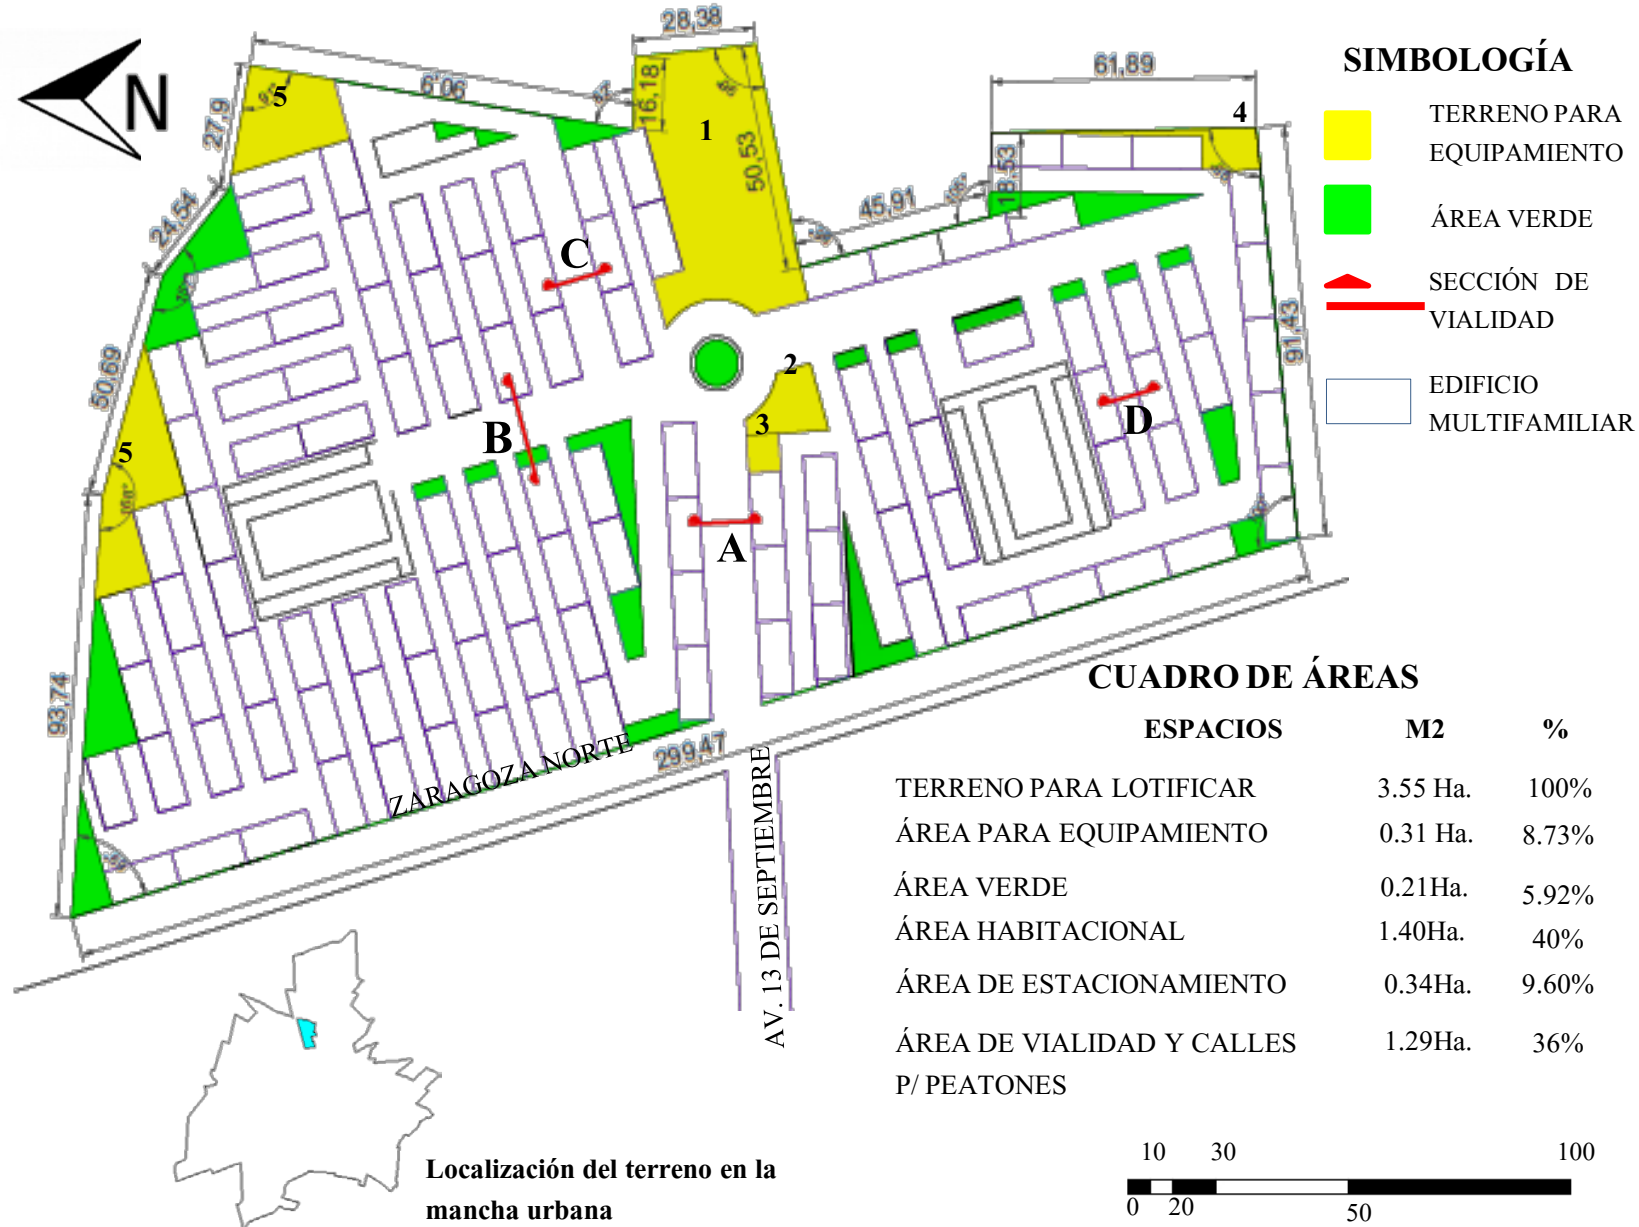 N
28,38
16,18
50,53
6.06
27,9
24,54
50,69
93,74
45,91
18,53
61,89
91,43
299,47
5
1
4
5
2
3
C
B
D
A
ZARAGOZA NORTE
AV. 13 DE SEPTIEMBRE
SIMBOLOGÍA
TERRENO PARA
EQUIPAMIENTO
ÁREA VERDE
SECCIÓN DE
VIALIDAD
EDIFICIO
MULTIFAMILIAR
CUADRO DE ÁREAS
ESPACIOS M2 %
TERRENO PARA LOTIFICAR 3.55 Ha. 100%
ÁREA PARA EQUIPAMIENTO 0.31 Ha. 8.73%
ÁREA VERDE 0.21Ha. 5.92%
ÁREA HABITACIONAL 1.40Ha. 40%
ÁREA DE ESTACIONAMIENTO 0.34Ha. 9.60%
ÁREA DE VIALIDAD Y CALLES 1.29Ha. 36%
P/ PEATONES
Localización del terreno en la
mancha urbana
10 30 100
0 20 50